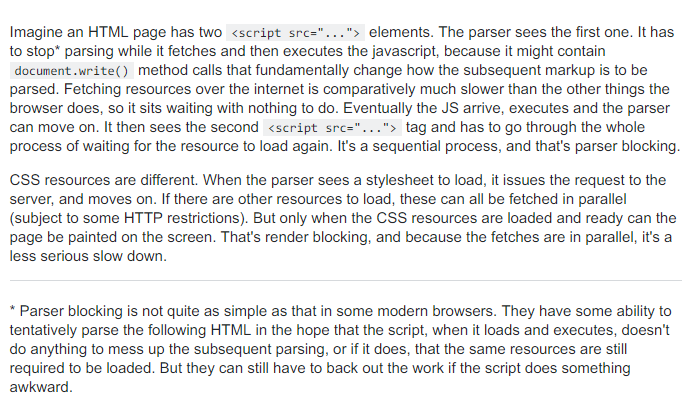 Imagine an HTML page has two <script src="..."> elements. The parser sees the first one. It has
to stop* parsing while it fetches and then executes the javascript, because it might contain
document.write() method calls that fundamentally change how the subsequent markup is to be
parsed. Fetching resources over the internet is comparatively much slower than the other things the
browser does, so it sits waiting with nothing to do. Eventually the JS arrive, executes and the parser
can move on. It then sees the second <script src="..."> tag and has to go through the whole
process of waiting for the resource to load again. It's a sequential process, and that's parser blocking.
CSS resources are different. When the parser sees a stylesheet to load, it issues the request to the
server, and moves on. If there are other resources to load, these can all be fetched in parallel
(subject to some HTTP restrictions). But only when the CSS resources are loaded and ready can the
page be painted on the screen. That's render blocking, and because the fetches are in parallel, it's a
less serious slow down.
* Parser blocking is not quite as simple as that in some modern browsers. They have some ability to
tentatively parse the following HTML in the hope that the script, when it loads and executes, doesn't
do anything to mess up the subsequent parsing, or if it does, that the same resources are still
required to be loaded. But they can still have to back out the work if the script does something
awkward.